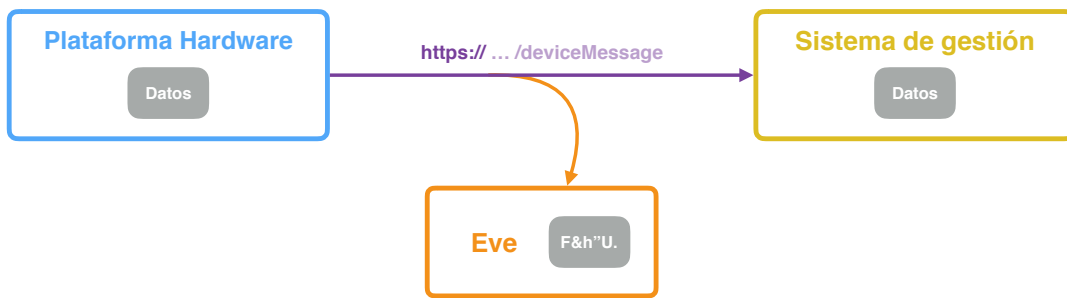 Plataforma Hardware
Datos
https:// ... /deviceMessage
Sistema de gestión
Datos
Eve
F&h”U.